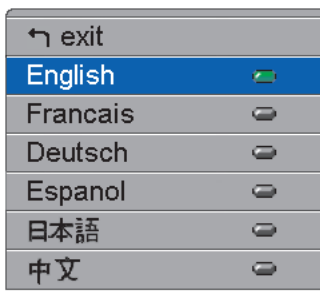 exit
English
Francais
Deutsch
Espanol
日本語
中文